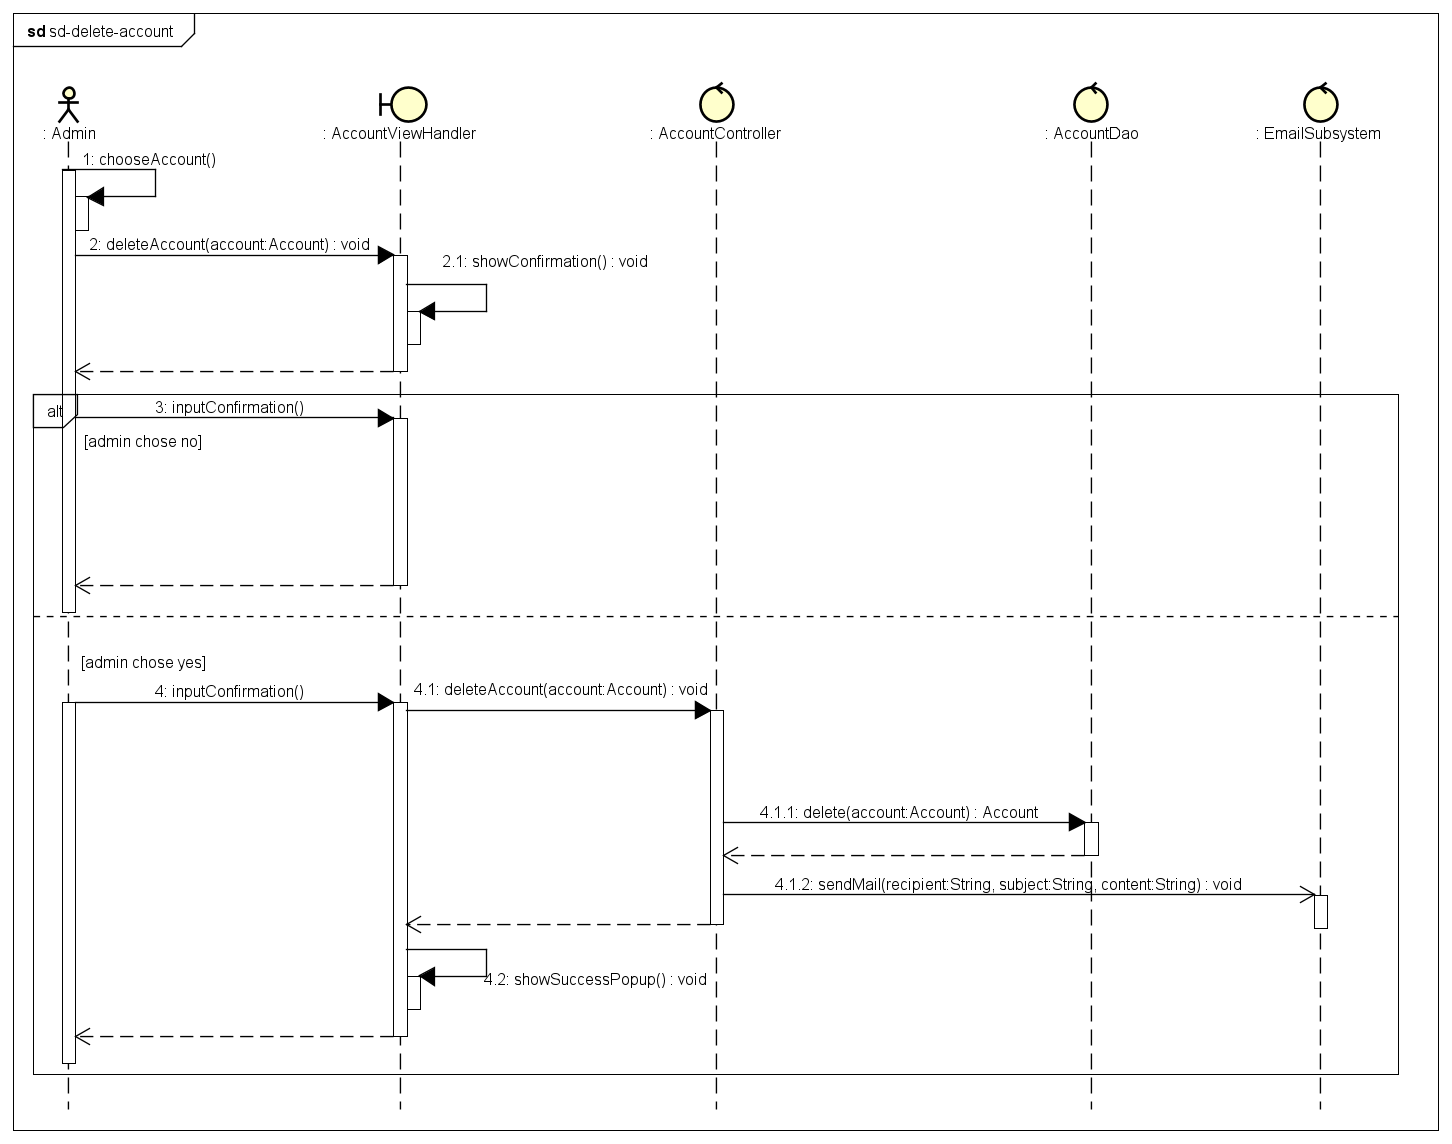 sd sd-delete-account
: Admin
: AccountViewHandler
: AccountController
: AccountDao
: EmailSubsystem
1: chooseAccount()
2: deleteAccount(account:Account) : void
2.1: showConfirmation() : void
alt
3: inputConfirmation()
[admin chose no]
[admin chose yes]
4: inputConfirmation()
4.1: deleteAccount(account:Account) : void
4.1.1: delete(account:Account) : Account
4.1.2: sendMail(recipient:String, subject:String, content:String) : void
4.2: showSuccessPopup() : void